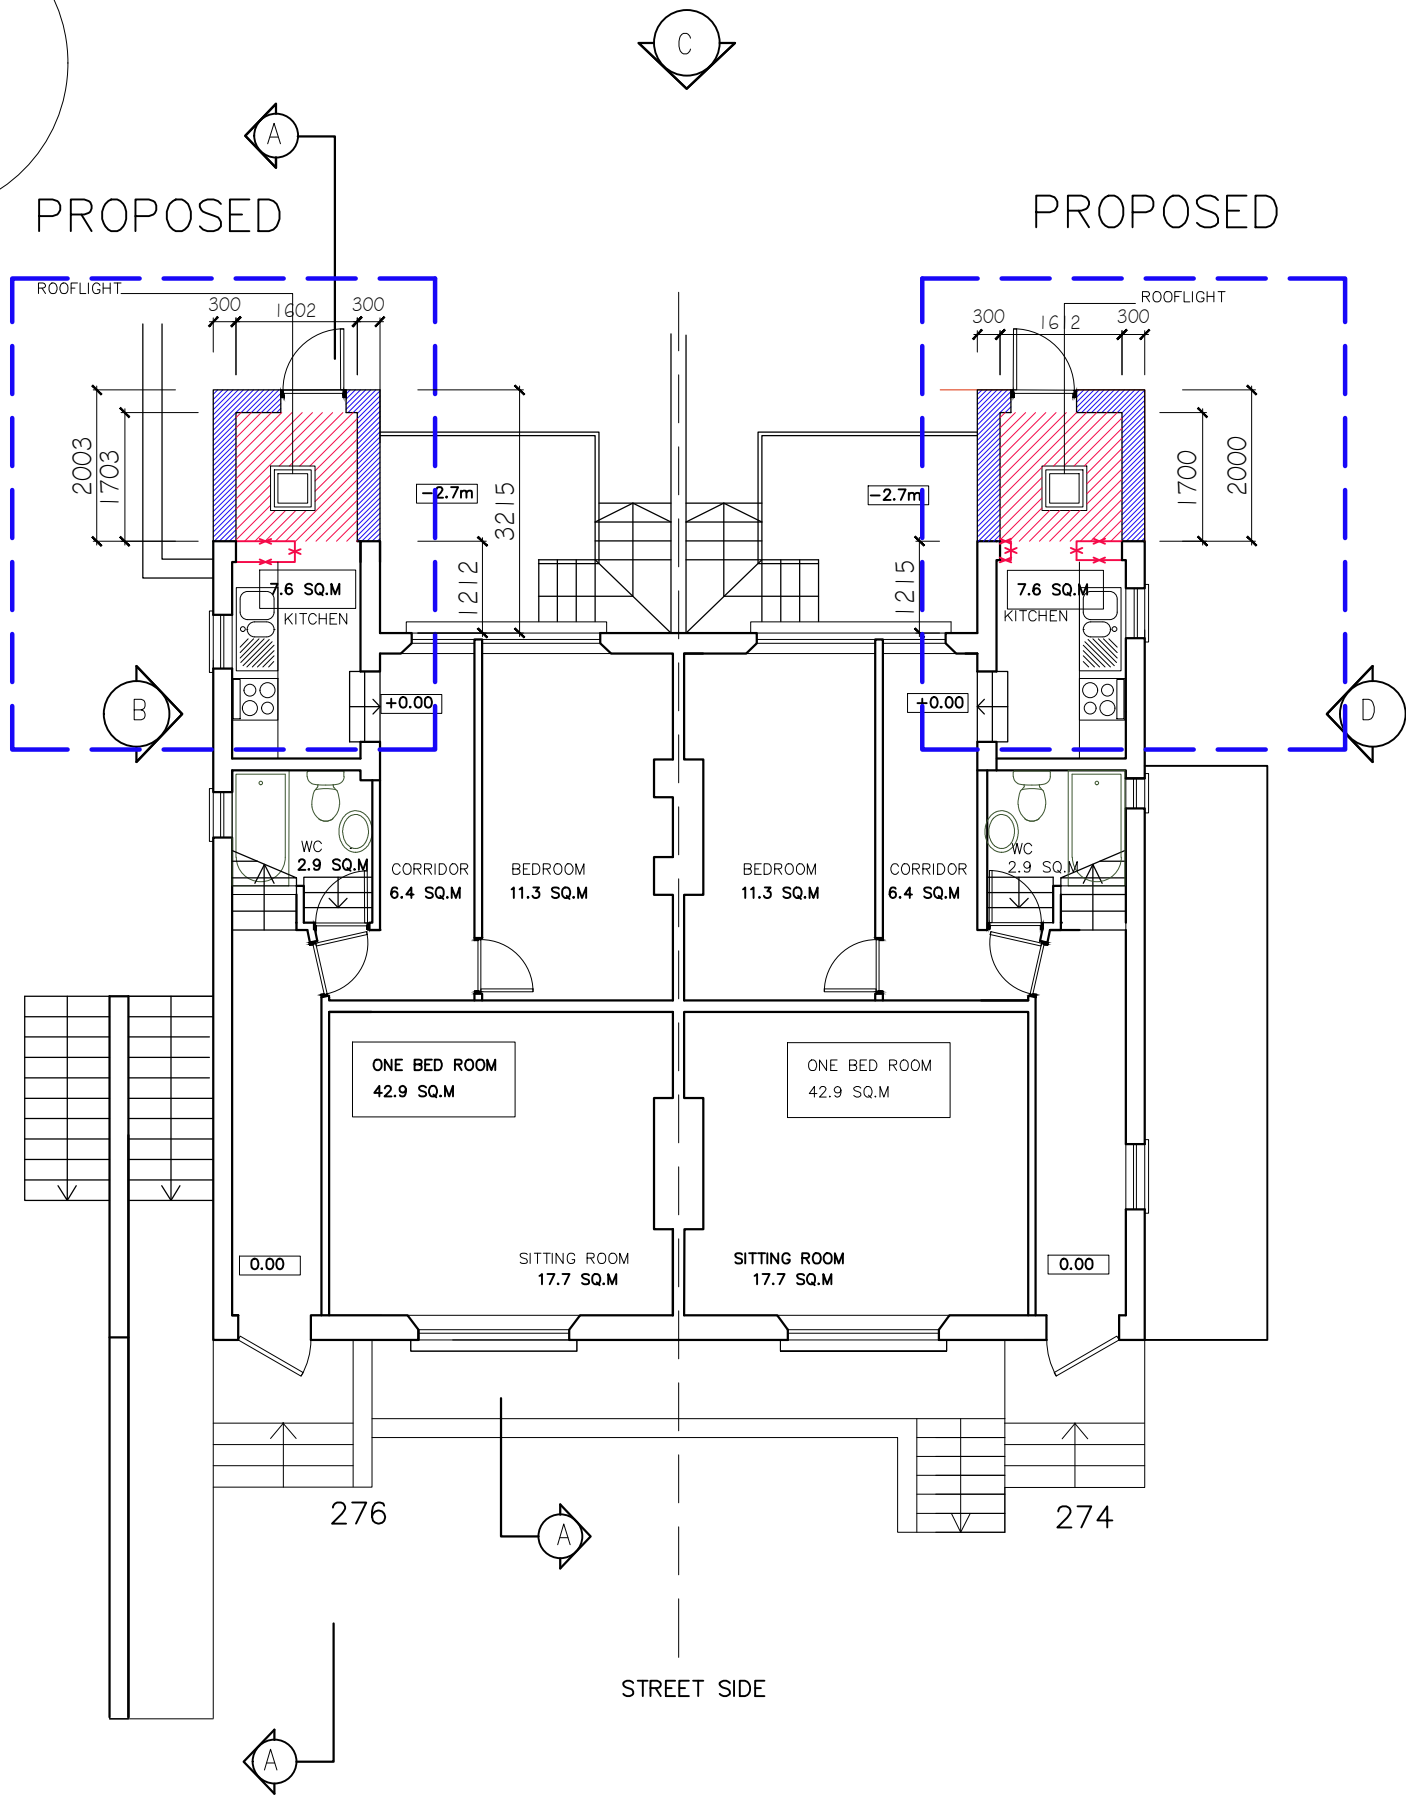 C
A
PROPOSED
PROPOSED
ROOFLIGHT
ROOFLIGHT
300
1602
300
300
1612
300
2003
1703
3215
1212
-2.7m
-2.7m
1215
1700
2000
7.6 SQ.M
KITCHEN
7.6 SQ.M
KITCHEN
B
+0.00
+0.00
D
WC
2.9 SQ.M
CORRIDOR
6.4 SQ.M
BEDROOM
11.3 SQ.M
BEDROOM
11.3 SQ.M
CORRIDOR
6.4 SQ.M
WC
2.9 SQ.M
ONE BED ROOM
42.9 SQ.M
ONE BED ROOM
42.9 SQ.M
0.00
SITTING ROOM
17.7 SQ.M
SITTING ROOM
17.7 SQ.M
0.00
276
274
A
STREET SIDE
A